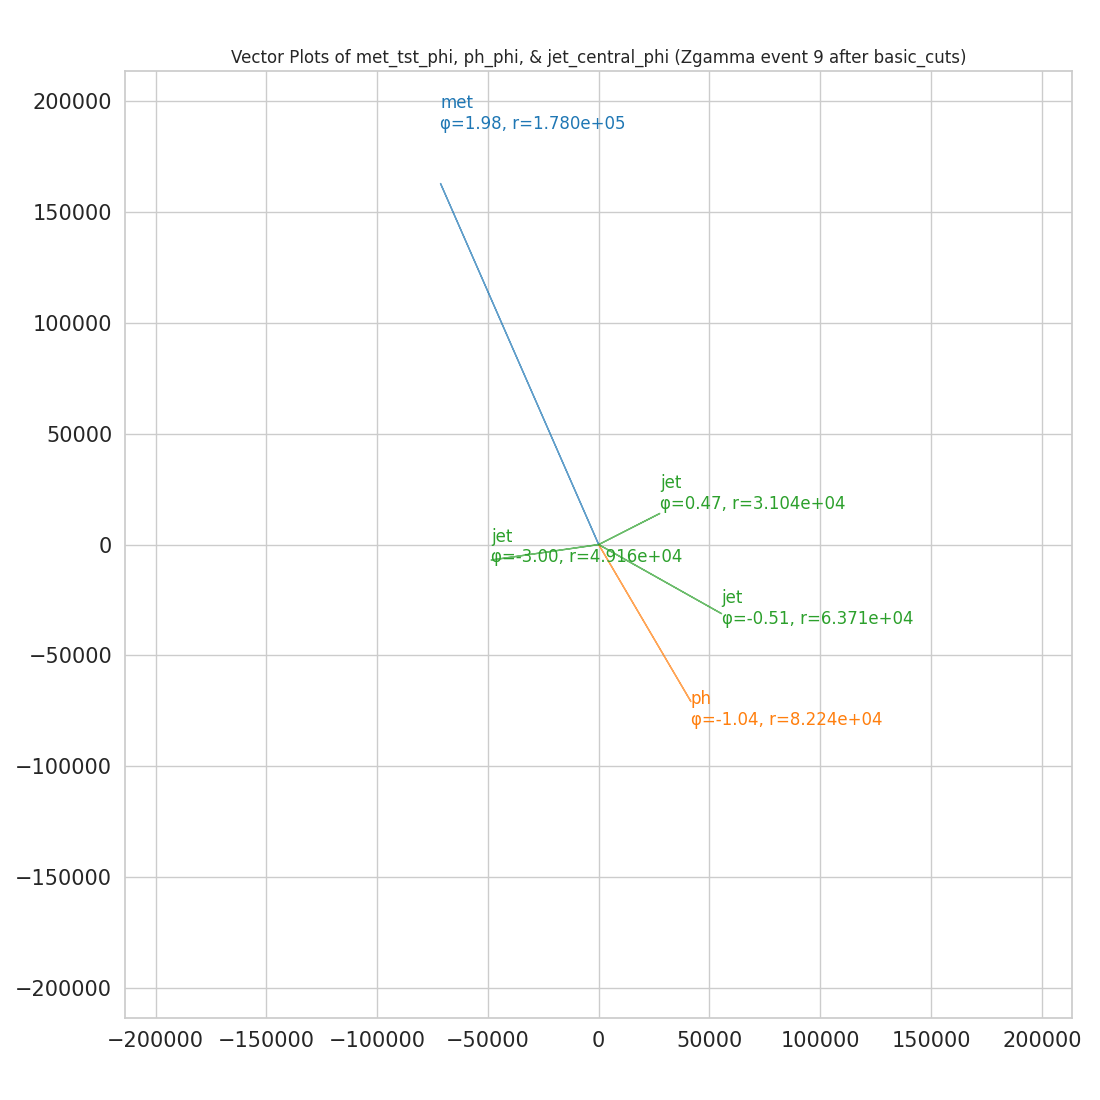 Vector Plots of met_tst_phi, ph_phi, & jet_central_phi (Zgamma event 9 after basic_cuts)
200000
met
φ=1.98, r=1.780e+05
150000
100000
50000
jet
φ=0.47, r=3.104e+04
0
jet
φ=-3.00, r=4.916e+04
jet
φ=-0.51, r=6.371e+04
−50000
ph
φ=-1.04, r=8.224e+04
−100000
−150000
−200000
−200000 −150000 −100000 −50000 0 50000 100000 150000 200000